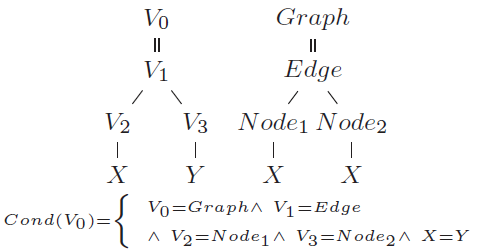 V₀ Graph
V₁ Edge
V₂ V₃ Node₁ Node₂
X Y X X
Cond(V₀)={ V₀=Graph∧ V₁=Edge
∧ V₂=Node₁∧ V₃=Node₂∧ X=Y